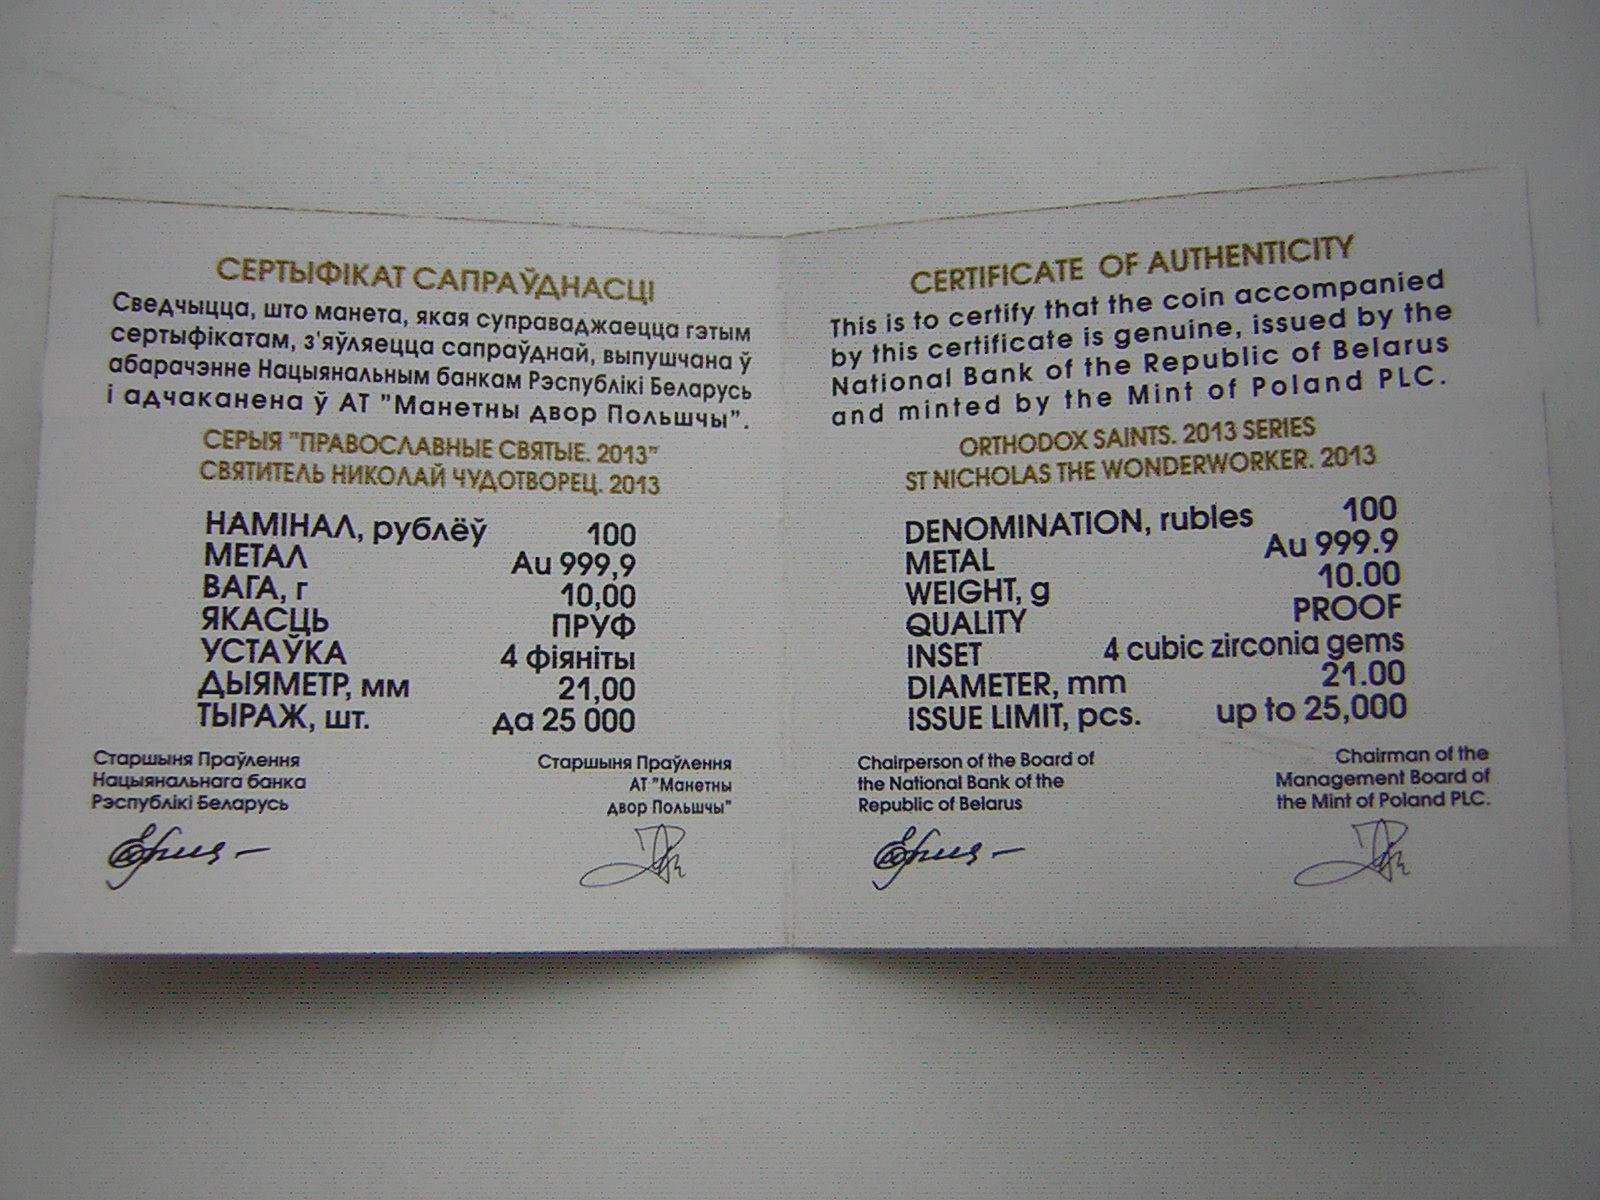 СЕРТЫФІКАТ САПРАЎДНАСЦІ
Сведчыцца, што манета, якая суправаджаецца гэтым
сертыфікатам, з'яўляецца сапраўднай, выпушчана ў
абарачэнне Нацыянальным банкам Рэспублікі Беларусь
і адчаканена ў АТ "Манетны двор Польшчы".
СЕРЫЯ "ПРАВОСЛАВНЫЕ СВЯТЫЕ. 2013"
СВЯТИТЕЛЬ НИКОЛАЙ ЧУДОТВОРЕЦ. 2013
НАМІНАЛ, рублёў 100
МЕТАЛ Au 999,9
ВАГА, г 10,00
ЯКАСЦЬ ПРУФ
УСТАЎКА 4 фіяніты
ДЫЯМЕТР, мм 21,00
ТЫРАЖ, шт. да 25 000
Старшыня Праўлення
Нацыянальнага банка
Рэспублікі Беларусь
Старшыня Праўлення
АТ "Манетны
двор Польшчы"
CERTIFICATE OF AUTHENTICITY
This is to certify that the coin accompanied
by this certificate is genuine, issued by the
National Bank of the Republic of Belarus
and minted by the Mint of Poland PLC.
ORTHODOX SAINTS. 2013 SERIES
ST NICHOLAS THE WONDERWORKER. 2013
DENOMINATION, rubles 100
METAL Au 999.9
WEIGHT, g 10.00
QUALITY PROOF
INSET 4 cubic zirconia gems
DIAMETER, mm 21.00
ISSUE LIMIT, pcs. up to 25,000
Chairperson of the Board of
the National Bank of the
Republic of Belarus
Chairman of the
Management Board of
the Mint of Poland PLC.